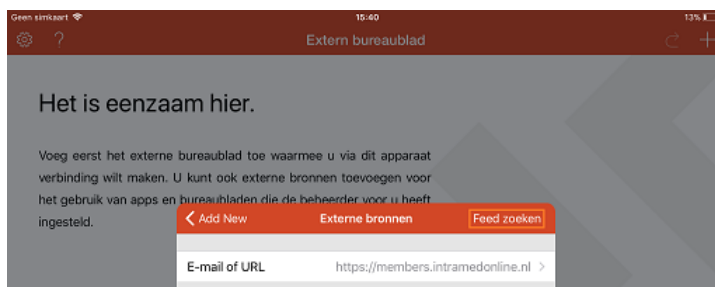 Geen simkaart
15:40
13%
?
Extern bureaublad
Het is eenzaam hier.
Voeg eerst het externe bureaublad toe waarmee u via dit apparaat
verbinding wilt maken. U kunt ook externe bronnen toevoegen voor
het gebruik van apps en bureaubladen die de beheerder voor u heeft
ingesteld.
Add New
Externe bronnen
Feed zoeken
E-mail of URL
https://members.intramedonline.nl